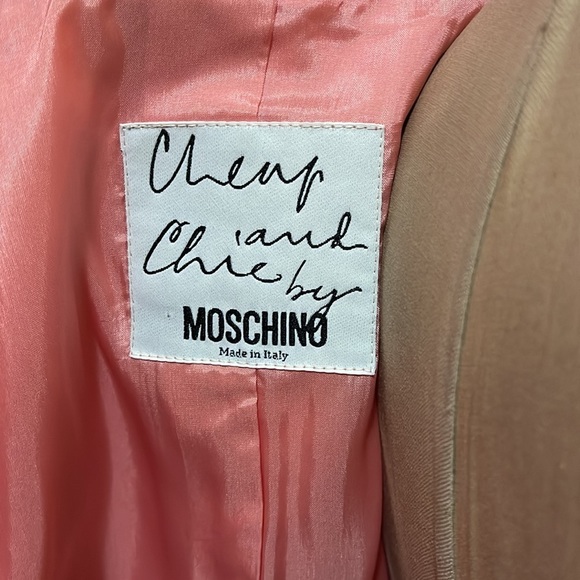 Cheap
and
Chic by
MOSCHINO
Made in Italy